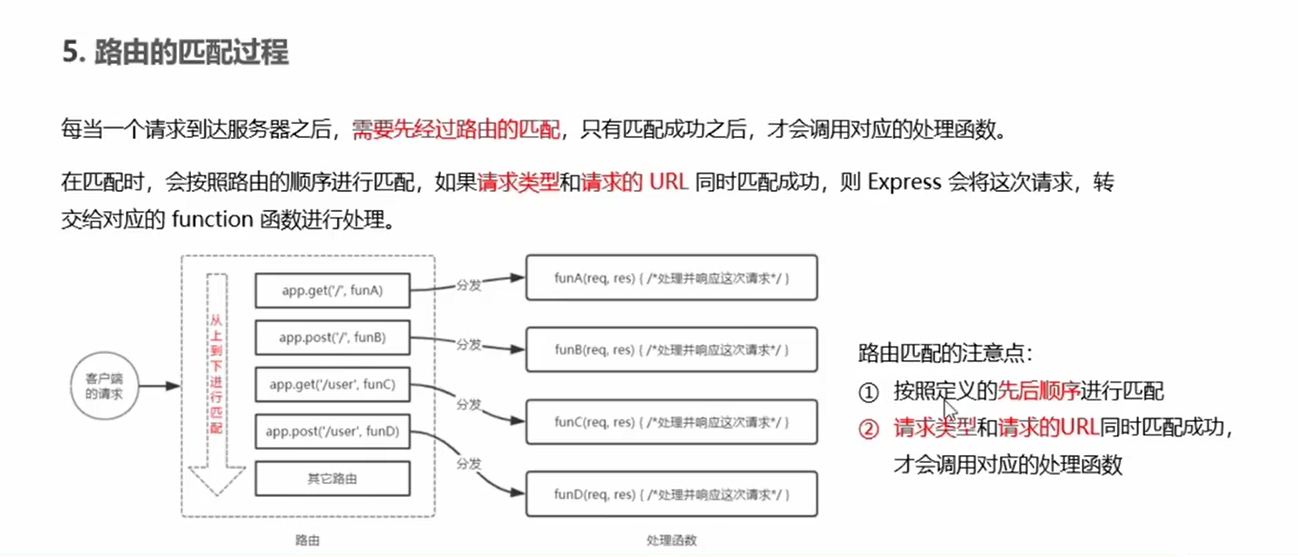 5. 路由的匹配过程
每当一个请求到达服务器之后，需要先经过路由的匹配，只有匹配成功之后，才会调用对应的处理函数。
在匹配时，会按照路由的顺序进行匹配，如果请求类型和请求的 URL 同时匹配成功，则 Express 会将这次请求，转
交给对应的 function 函数进行处理。
客户端
的请求
从上到下进行匹配
app.get('/', funA)
app.post('/', funB)
app.get('/user', funC)
app.post('/user', funD)
其它路由
路由
分发
分发
分发
分发
funA(req, res) { /*处理并响应这次请求*/ }
funB(req, res) { /*处理并响应这次请求*/ }
funC(req, res) { /*处理并响应这次请求*/ }
funD(req, res) { /*处理并响应这次请求*/ }
处理函数
路由匹配的注意点：
① 按照定义的先后顺序进行匹配
② 请求类型和请求的URL同时匹配成功，
才会调用对应的处理函数